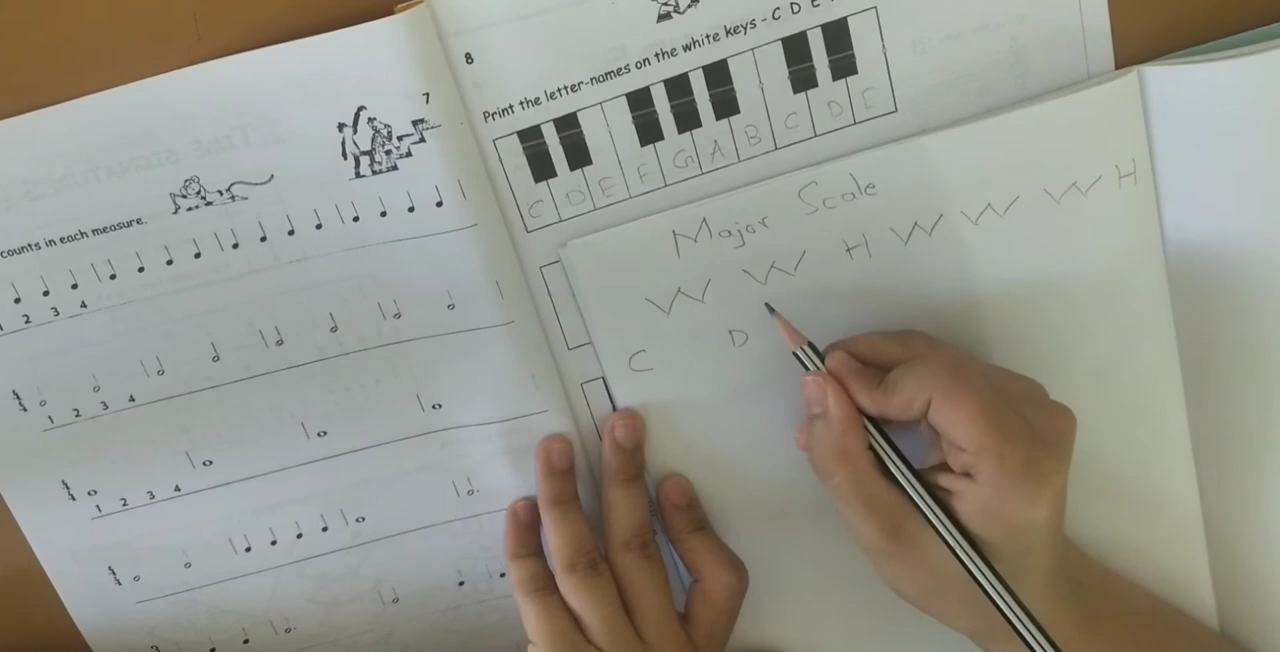 7
counts in each measure.
1 2 3 4
1 2 3 4
1 2 3 4
3
8
Print the letter-names on the white keys - C D E
C D E F G A B C D E
Major Scale
W W H W W W H
C D